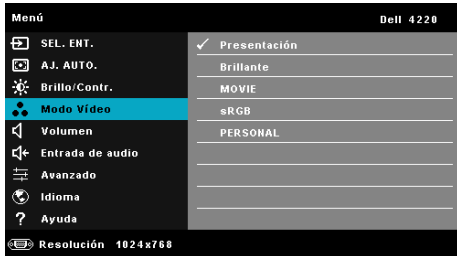 Menú Dell 4220
SEL. ENT.
AJ. AUTO.
Brillo/Contr.
Modo Vídeo
Volumen
Entrada de audio
Avanzado
Idioma
? Ayuda
Presentación
Brillante
MOVIE
sRGB
PERSONAL
Resolución 1024x768